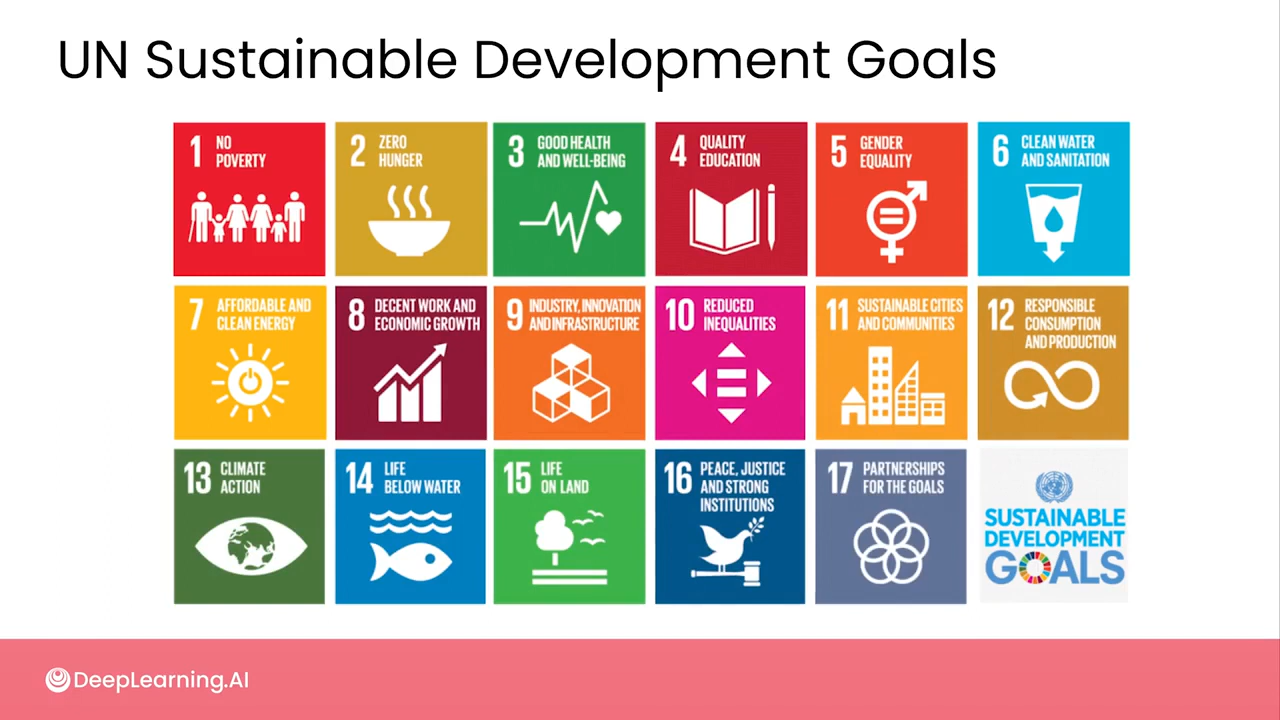 UN Sustainable Development Goals
1 NO
POVERTY
2 ZERO
HUNGER
3 GOOD HEALTH
AND WELL-BEING
4 QUALITY
EDUCATION
5 GENDER
EQUALITY
6 CLEAN WATER
AND SANITATION
7 AFFORDABLE AND
CLEAN ENERGY
8 DECENT WORK AND
ECONOMIC GROWTH
9 INDUSTRY, INNOVATION
AND INFRASTRUCTURE
10 REDUCED
INEQUALITIES
11 SUSTAINABLE CITIES
AND COMMUNITIES
12 RESPONSIBLE
CONSUMPTION
AND PRODUCTION
13 CLIMATE
ACTION
14 LIFE
BELOW WATER
15 LIFE
ON LAND
16 PEACE, JUSTICE
AND STRONG
INSTITUTIONS
17 PARTNERSHIPS
FOR THE GOALS
SUSTAINABLE
DEVELOPMENT
GOALS
DeepLearning.AI